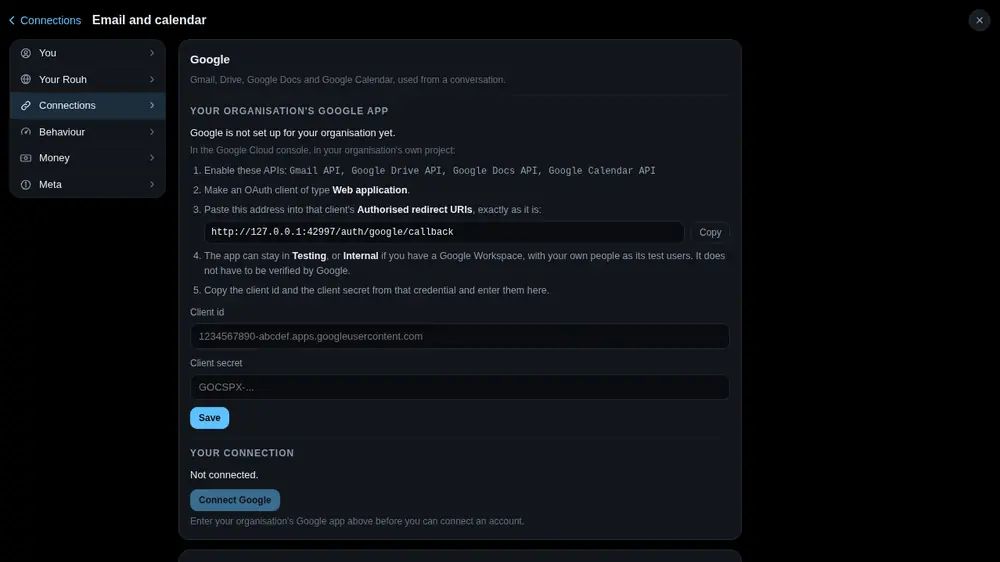 Connections Email and calendar
You
Your Rouh
Connections
Behaviour
Money
Meta
Google
Gmail, Drive, Google Docs and Google Calendar, used from a conversation.
YOUR ORGANISATION'S GOOGLE APP
Google is not set up for your organisation yet.
In the Google Cloud console, in your organisation's own project:
1. Enable these APIs: Gmail API, Google Drive API, Google Docs API, Google Calendar API
2. Make an OAuth client of type Web application.
3. Paste this address into that client's Authorised redirect URIs, exactly as it is:
http://127.0.0.1:42997/auth/google/callback Copy
4. The app can stay in Testing, or Internal if you have a Google Workspace, with your own people as its test users. It does
not have to be verified by Google.
5. Copy the client id and the client secret from that credential and enter them here.
Client id
1234567890-abcdef.apps.googleusercontent.com
Client secret
GOCSPX-...
Save
YOUR CONNECTION
Not connected.
Connect Google
Enter your organisation's Google app above before you can connect an account.